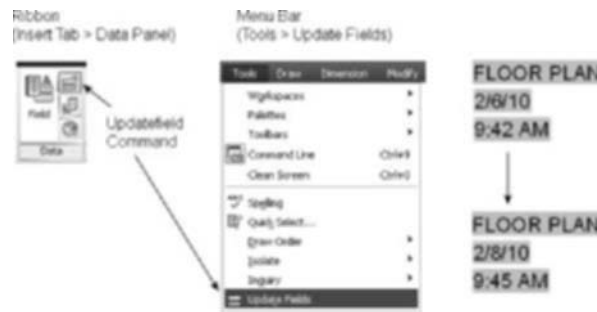 Ribbon
(Insert Tab > Data Panel)
Menu Bar
(Tools > Update Fields)
Field
Data
Updatefield
Command
Tools Draw Dimension Modify
Workspaces
Palettes
Toolbars
Command Line Ctrl+9
Clean Screen Ctrl+0
Spelling
Quick Select...
Draw Order
Isolate
Inquiry
Update Fields
FLOOR PLAN
2/6/10
9:42 AM
FLOOR PLAN
2/8/10
9:45 AM